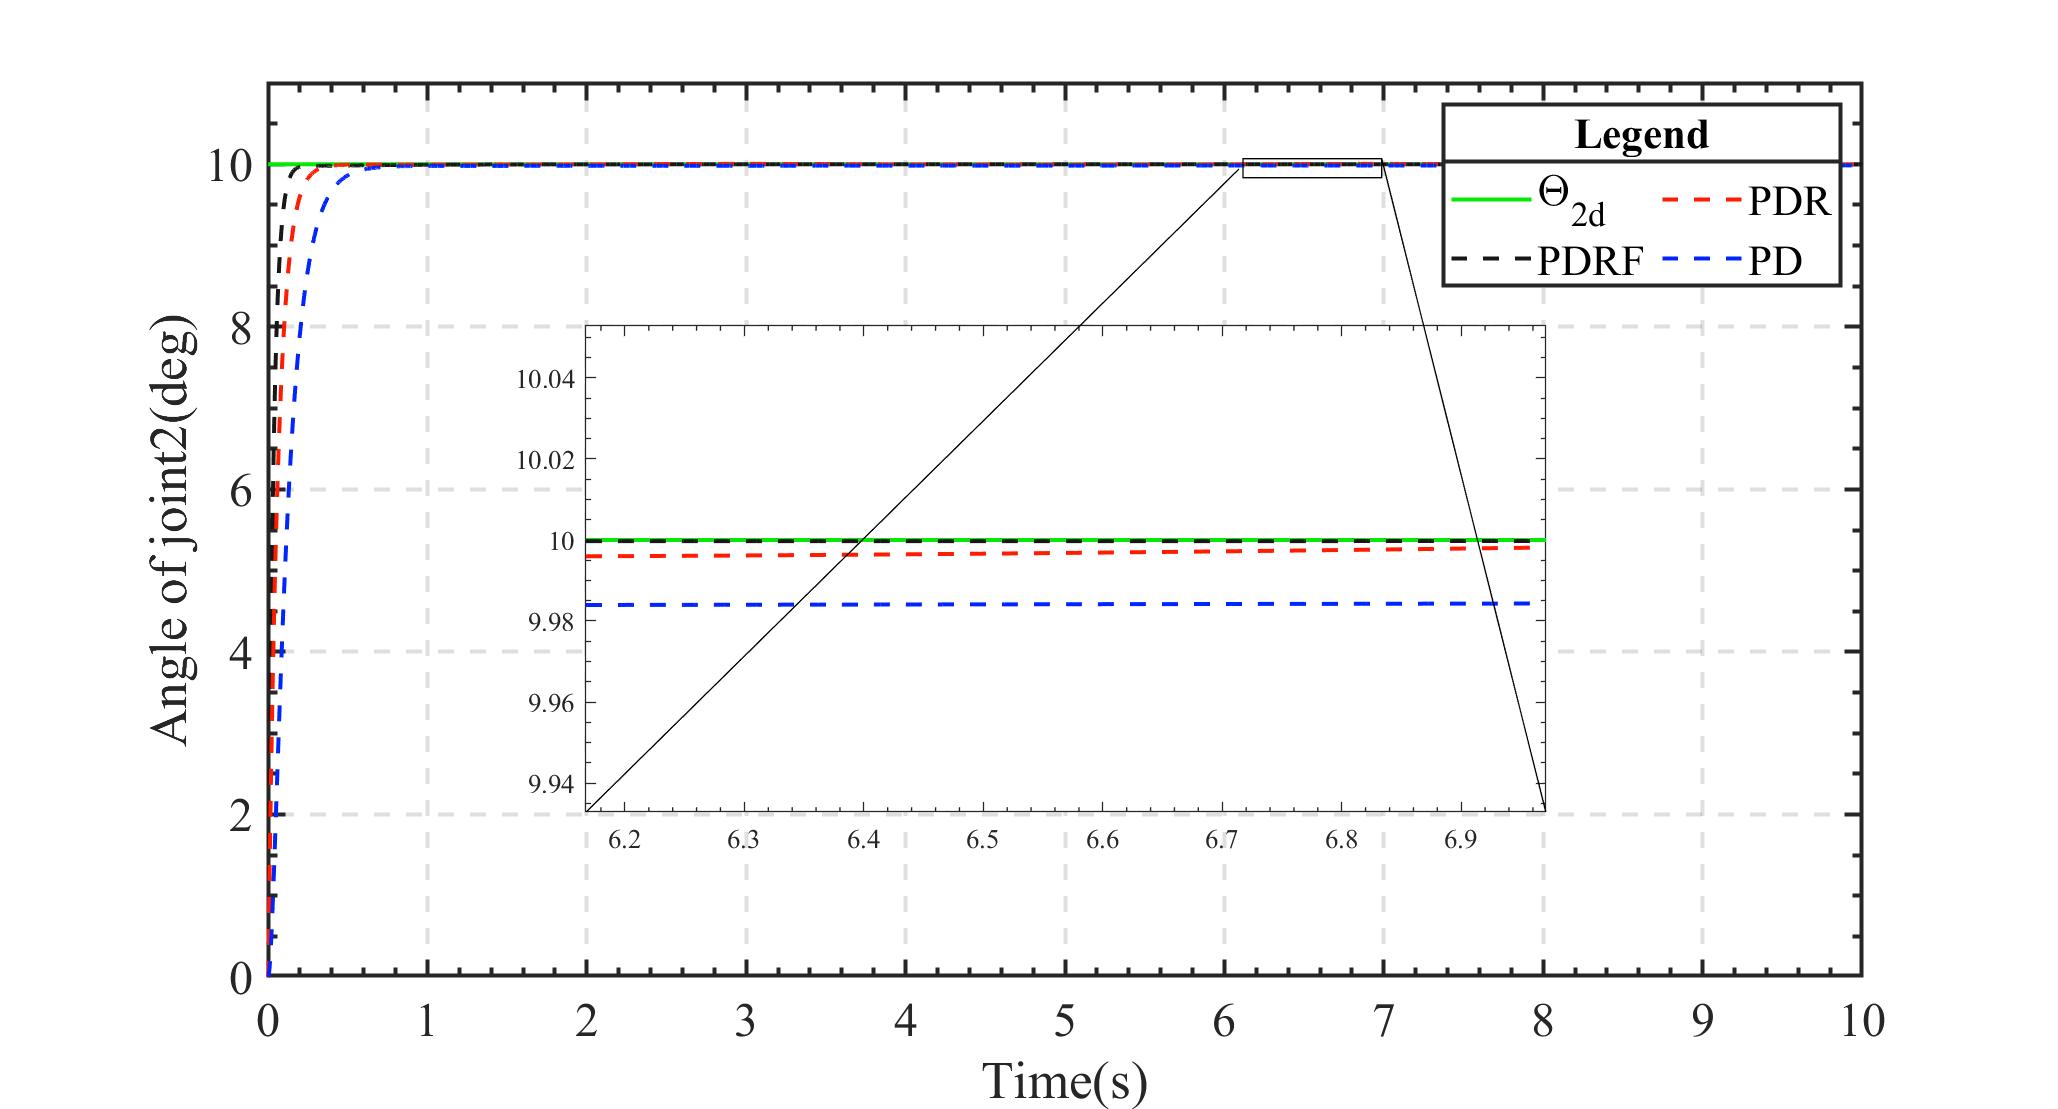 Legend
Θ2d PDR
PDRF PD
Angle of joint2(deg)
10
8
6
4
2
0
10.04
10.02
10
9.98
9.96
9.94
6.2 6.3 6.4 6.5 6.6 6.7 6.8 6.9
0 1 2 3 4 5 6 7 8 9 10
Time(s)